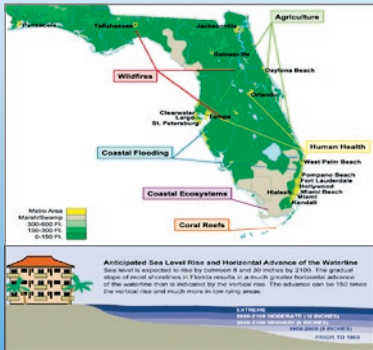 Pensacola
Tallahassee
Jacksonville
Agriculture
Gainesville
Wildfires
Daytona Beach
Orlando
Clearwater
Largo
Tampa
St. Petersburg
Human Health
Coastal Flooding
West Palm Beach
Pompano Beach
Fort Lauderdale
Hollywood
Coastal Ecosystems
Hialeah
Miami Beach
Miami
Kendall
Coral Reefs
Metro Area
Marsh/Swamp
300-600 Ft.
150-300 Ft.
0-150 Ft.
Anticipated Sea Level Rise and Horizontal Advance of the Waterline
Sea level is expected to rise by between 8 and 30 inches by 2100. The gradual
slope of most shorelines in Florida results in a much greater horizontal advance
of the waterline than is indicated by the vertical rise. The advance can be 150 times
the vertical rise and much more in low-lying areas.
EXTREME
MODERATE
PRIOR TO